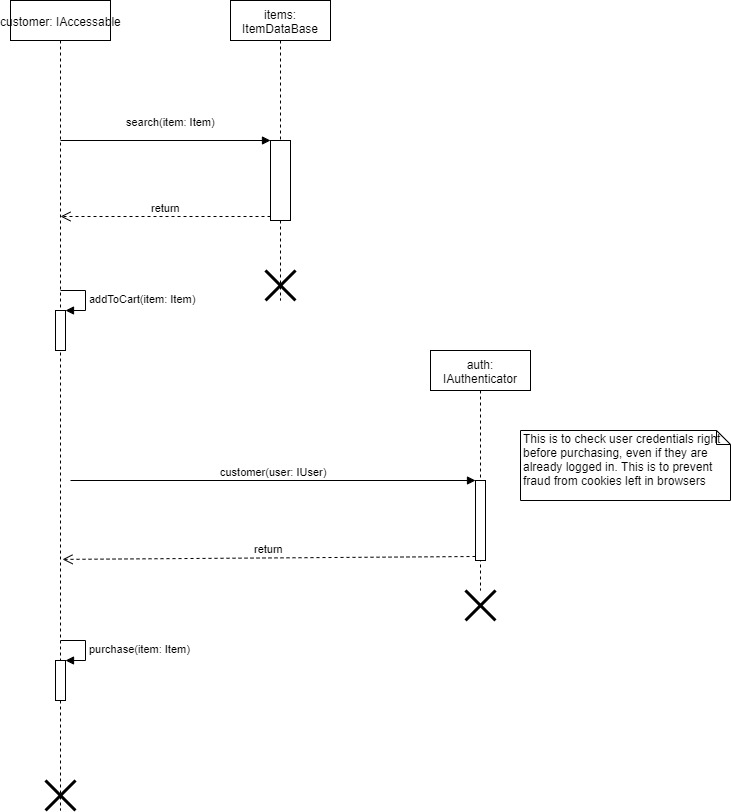 customer: IAccessable
items:
ItemDataBase
search(item: Item)
return
addToCart(item: Item)
auth:
IAuthenticator
This is to check user credentials right
before purchasing, even if they are
already logged in. This is to prevent
fraud from cookies left in browsers
customer(user: IUser)
return
purchase(item: Item)